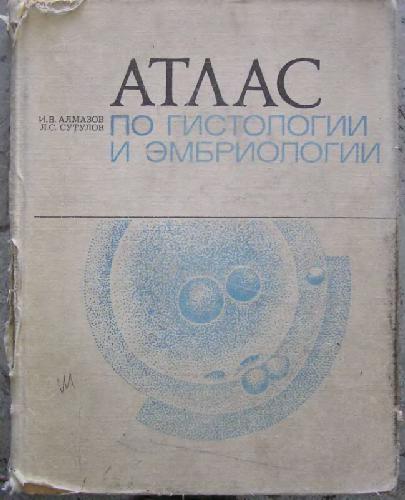 АТЛАС
И.В.АЛМАЗОВ
Л.С.СУТУЛОВ
ПО ГИСТОЛОГИИ
И ЭМБРИОЛОГИИ